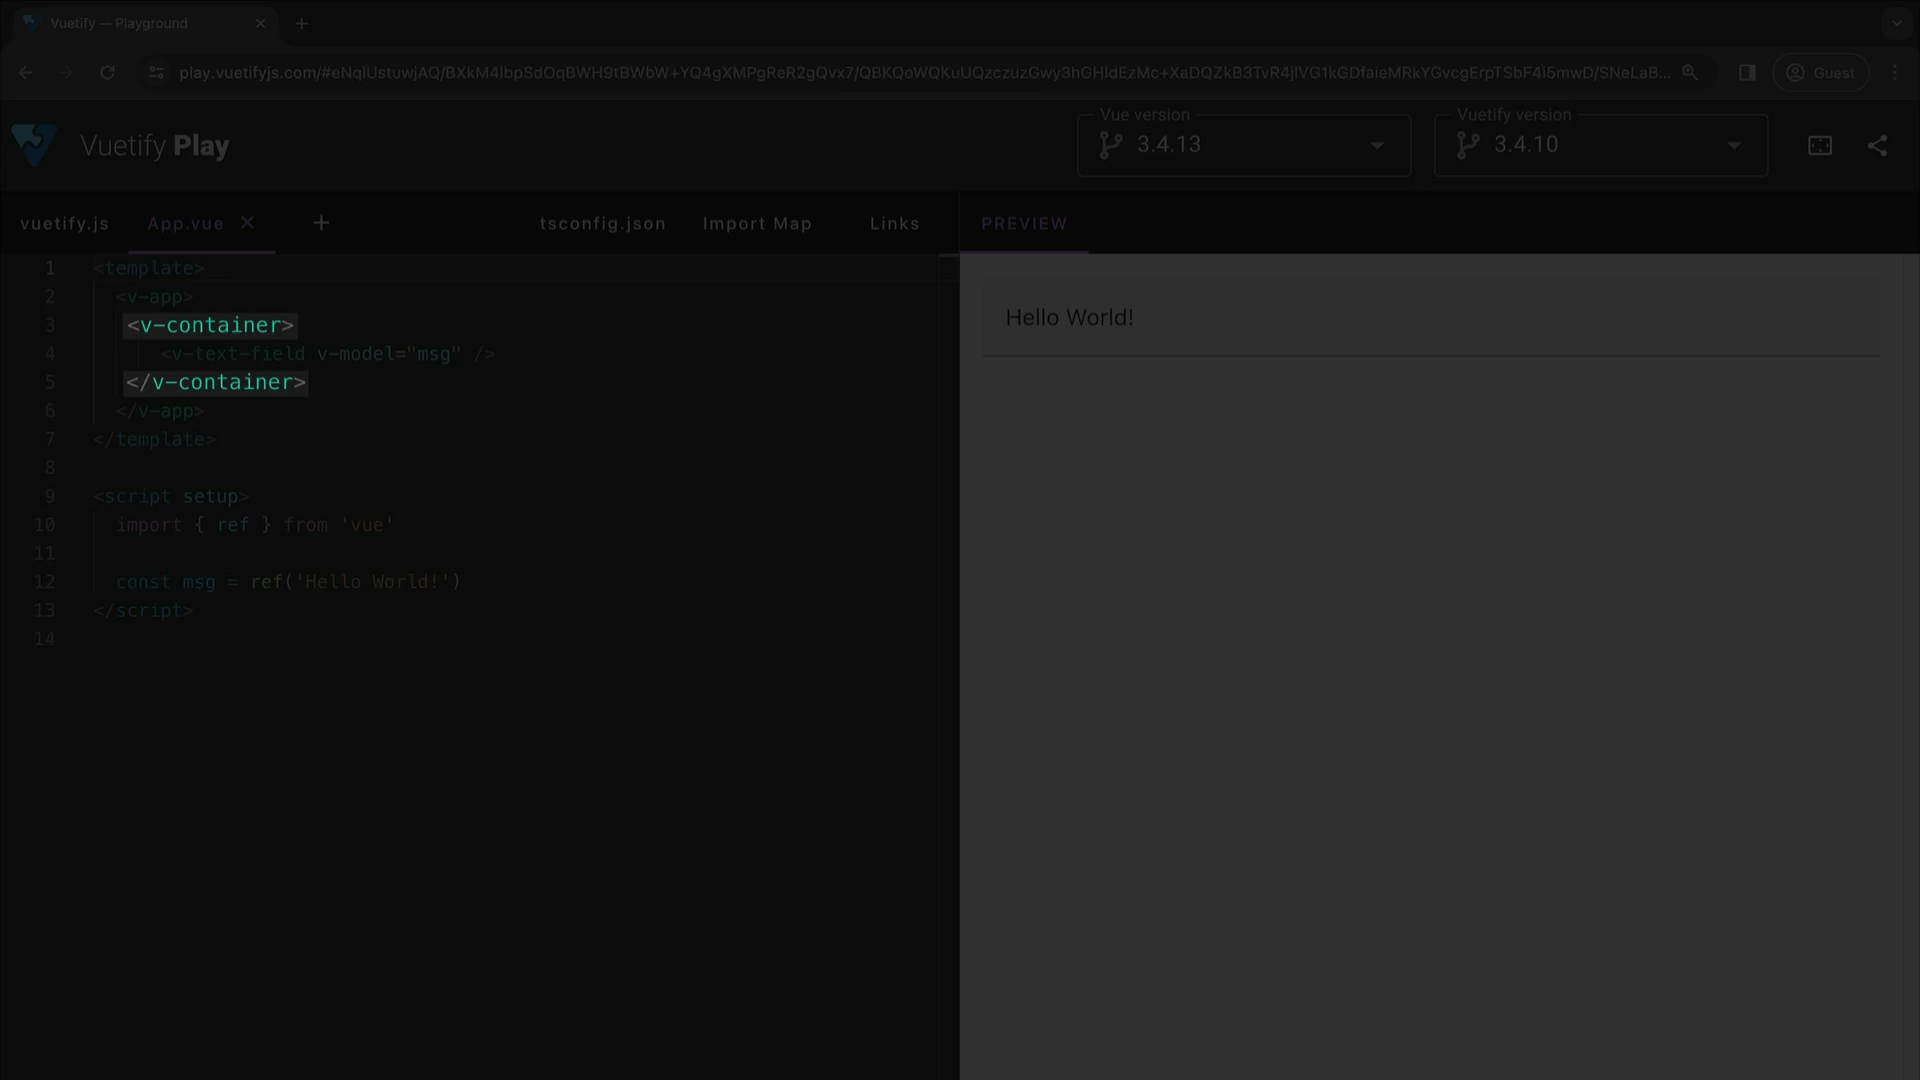 Vuetify — Playground
play.vuetifyjs.com/#eNqlUstuwjAQ/BXkM4lbpSdOqBWH9tBWbW+YQ4gXMPgReR2gQvx7/QBKQoWQKuUQzczuzGwy3hGHldEzMc+XaDQZkB3TvR4jlVG1kGDfaieMRkYGvcgErpTSbF4i5mwD/SNeLaB...
Guest
Vuetify Play
Vue version
3.4.13
Vuetify version
3.4.10
vuetify.js
App.vue
tsconfig.json
Import Map
Links
PREVIEW
1 <template>
2 <v-app>
3 <v-container>
4 <v-text-field v-model="msg" />
5 </v-container>
6 </v-app>
7 </template>
8
9 <script setup>
10 import { ref } from 'vue'
11
12 const msg = ref('Hello World!')
13 </script>
14
Hello World!